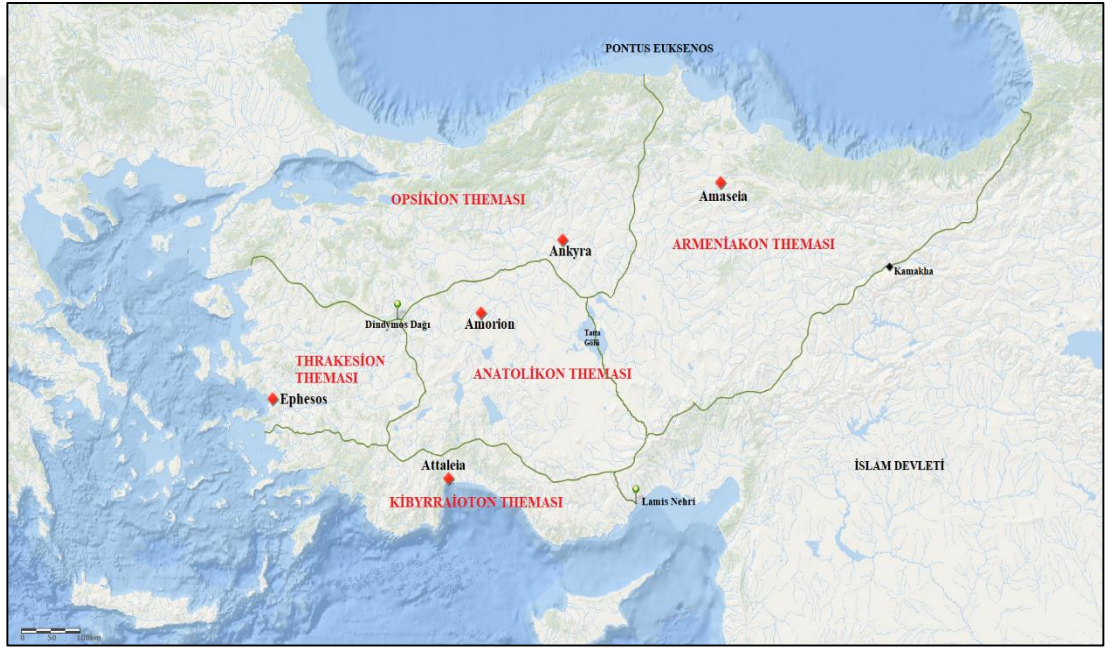 PONTUS EUKSENOS
OPSİKİON THEMASI
Amaseia
Ankyra
ARMENİAKON THEMASI
Kamakha
Dindymos Dağı
Amorion
Tatta
Gölü
THRAKESİON
THEMASI
ANATOLİKON THEMASI
Ephesos
Attaleia
İSLAM DEVLETİ
KİBYRRAİOTON THEMASI
Lamis Nehri
0 50 100km